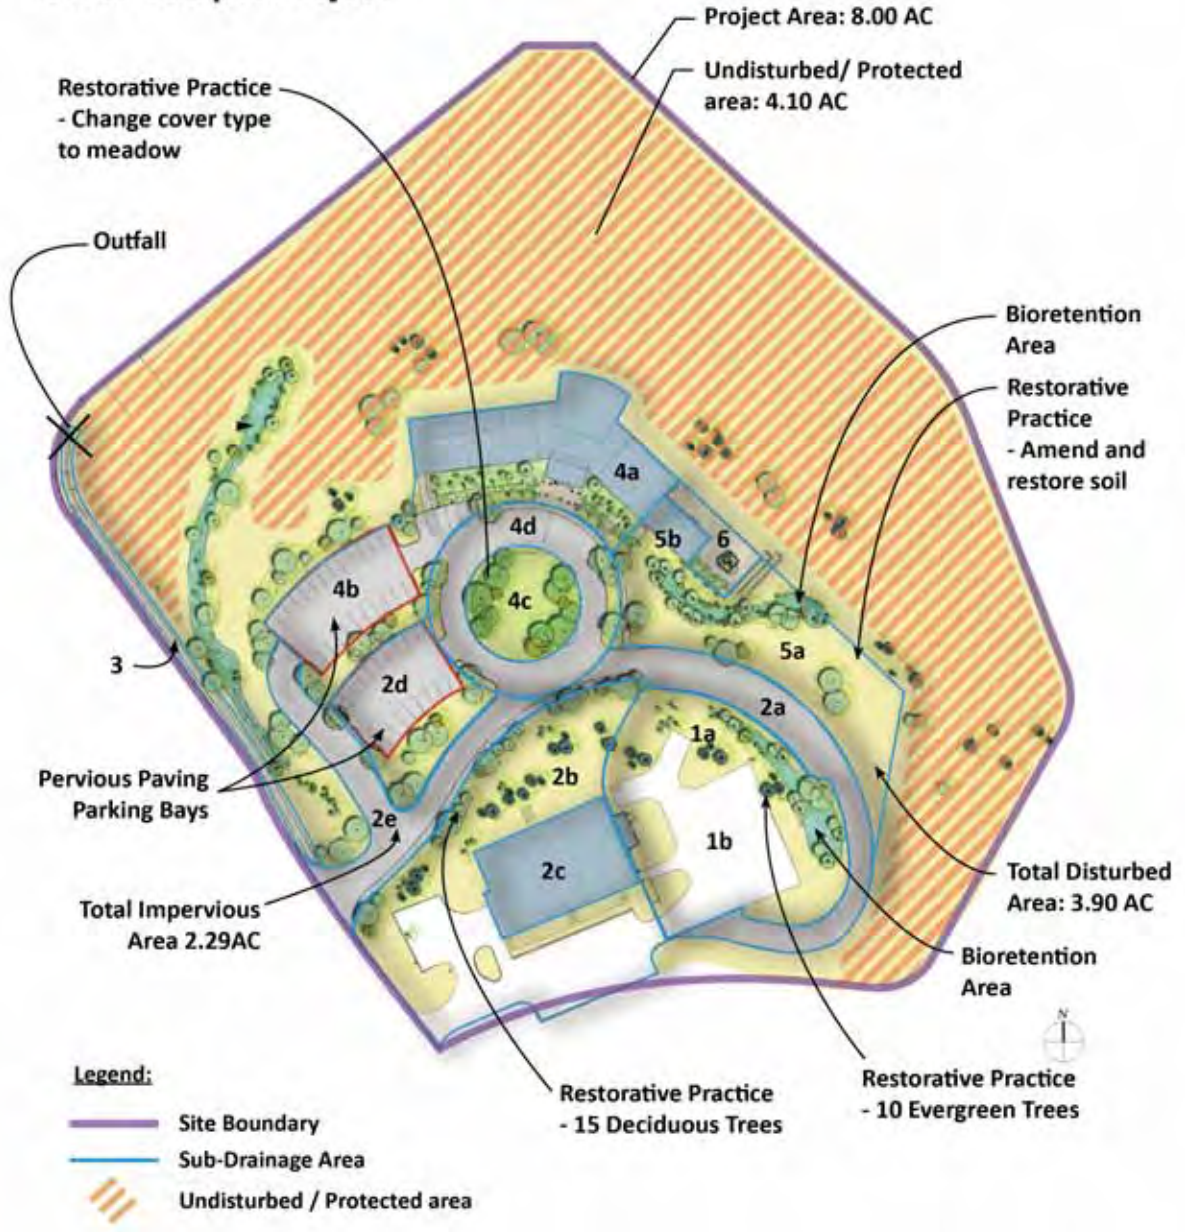 Project Area: 8.00 AC
Undisturbed/ Protected
area: 4.10 AC
Restorative Practice
- Change cover type
to meadow
Outfall
Bioretention
Area
Restorative
Practice
- Amend and
restore soil
4a
4d
5b
6
4b
4c
3
5a
2d
2a
1a
2b
Pervious Paving
Parking Bays
2e
1b
2c
Total Impervious
Area 2.29AC
Total Disturbed
Area: 3.90 AC
Bioretention
Area
N
Legend:
Restorative Practice
- 15 Deciduous Trees
Restorative Practice
- 10 Evergreen Trees
Site Boundary
Sub-Drainage Area
Undisturbed / Protected area